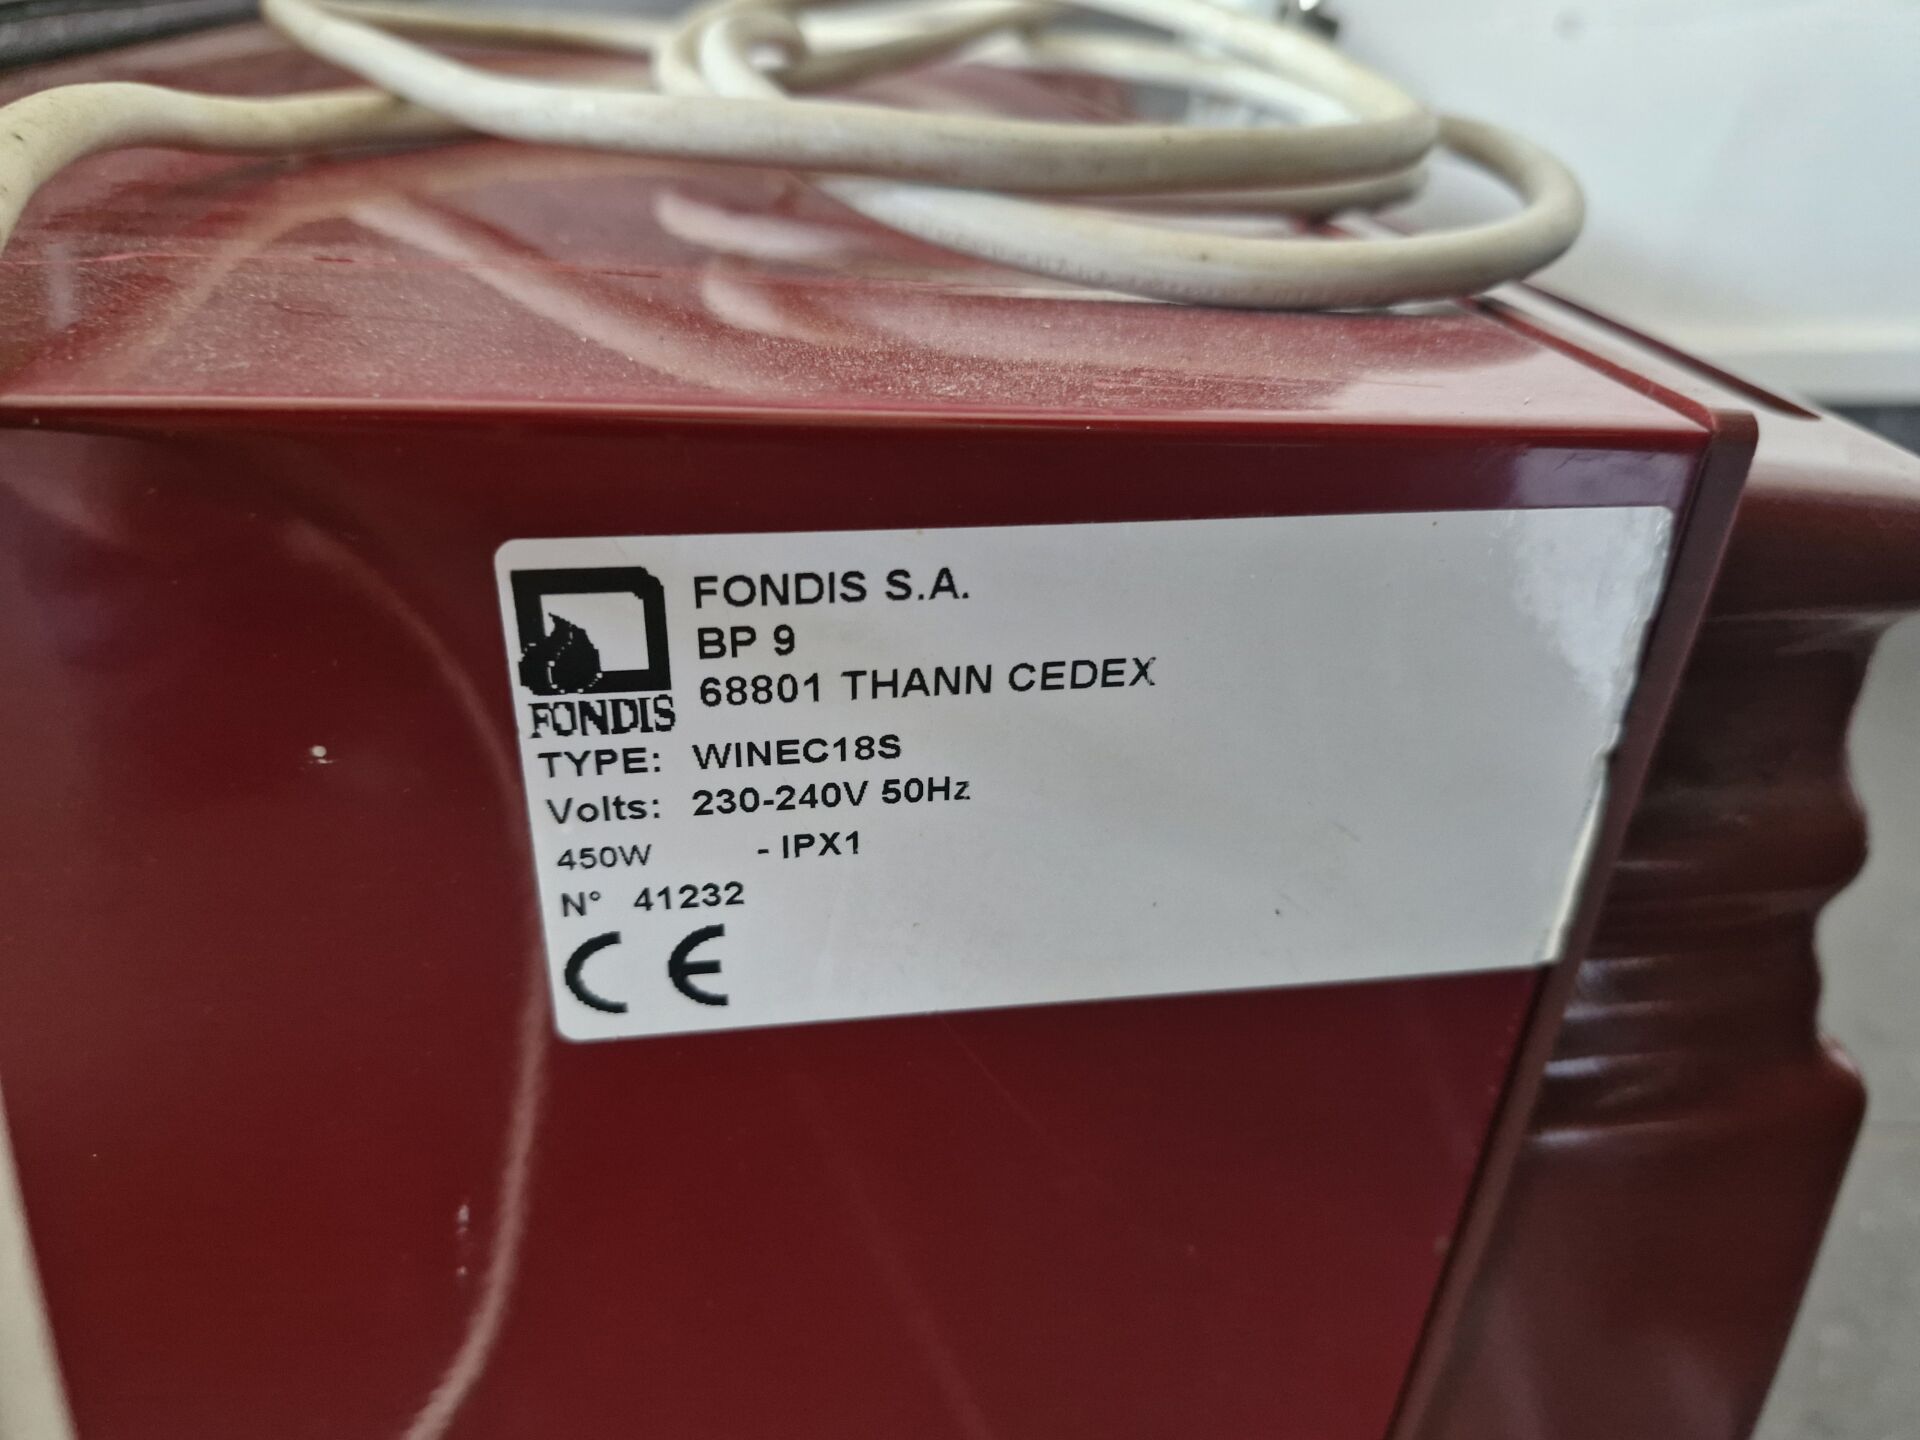 FONDIS S.A.
BP 9
68801 THANN CEDEX
FONDIS
TYPE: WINEC18S
Volts: 230-240V 50Hz
450W - IPX1
N° 41232
CE